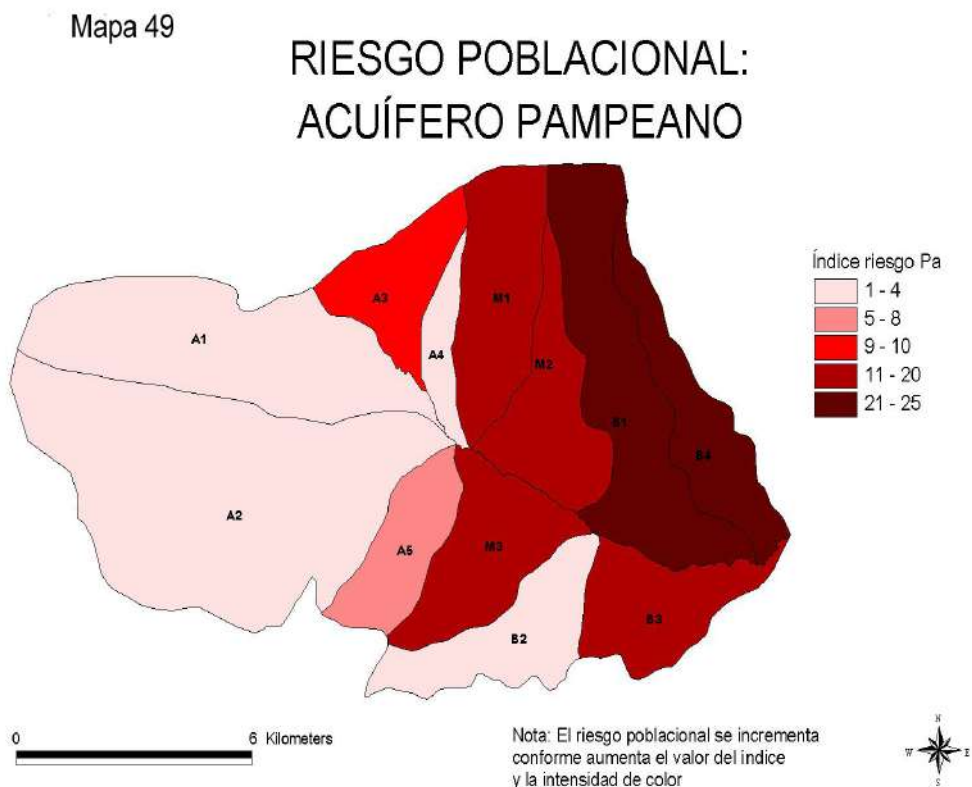 Mapa 49
RIESGO POBLACIONAL:
ACUÍFERO PAMPEANO
Índice riesgo Pa
1 - 4
5 - 8
9 - 10
11 - 20
21 - 25
A1
A3
M1
A4
M2
B1
B4
A2
A5
M3
B2
B3
0 6 Kilometers
Nota: El riesgo poblacional se incrementa
conforme aumenta el valor del indice
y la intensidad de color
N
W E
S